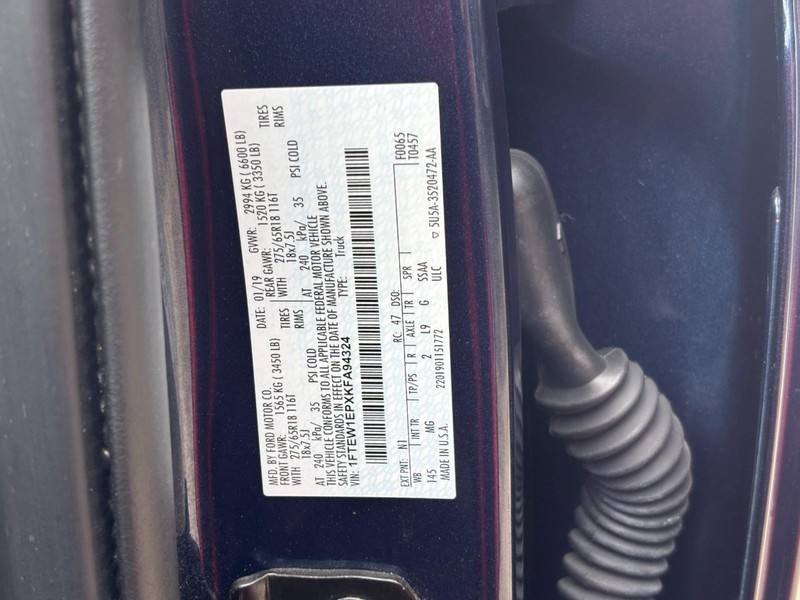 MFD. BY FORD MOTOR CO.
DATE: 01/19 GVWR: 2994 KG ( 6600 LB)
FRONT GAWR: 1565 KG ( 3450 LB) REAR GAWR: 1520 KG ( 3350 LB)
WITH 275/65R18 116T TIRES WITH 275/65R18 116T TIRES
18x7.5J RIMS 18x7.5J RIMS
AT 240 kPa/ 35 PSI COLD AT 240 kPa/ 35 PSI COLD
THIS VEHICLE CONFORMS TO ALL APPLICABLE FEDERAL MOTOR VEHICLE
SAFETY STANDARDS IN EFFECT ON THE DATE OF MANUFACTURE SHOWN ABOVE.
VIN: 1FTEW1EPXKFA94324 TYPE: Truck
F0065
EXT PNT: N1 RC: 47 DSO: T0457
WB INT TR TP/PS R AXLE TR SPR
145 MG 2 L9 G SSAA
ULC 5U5A-3520472-AA
MADE IN U.S.A. 2201901151772